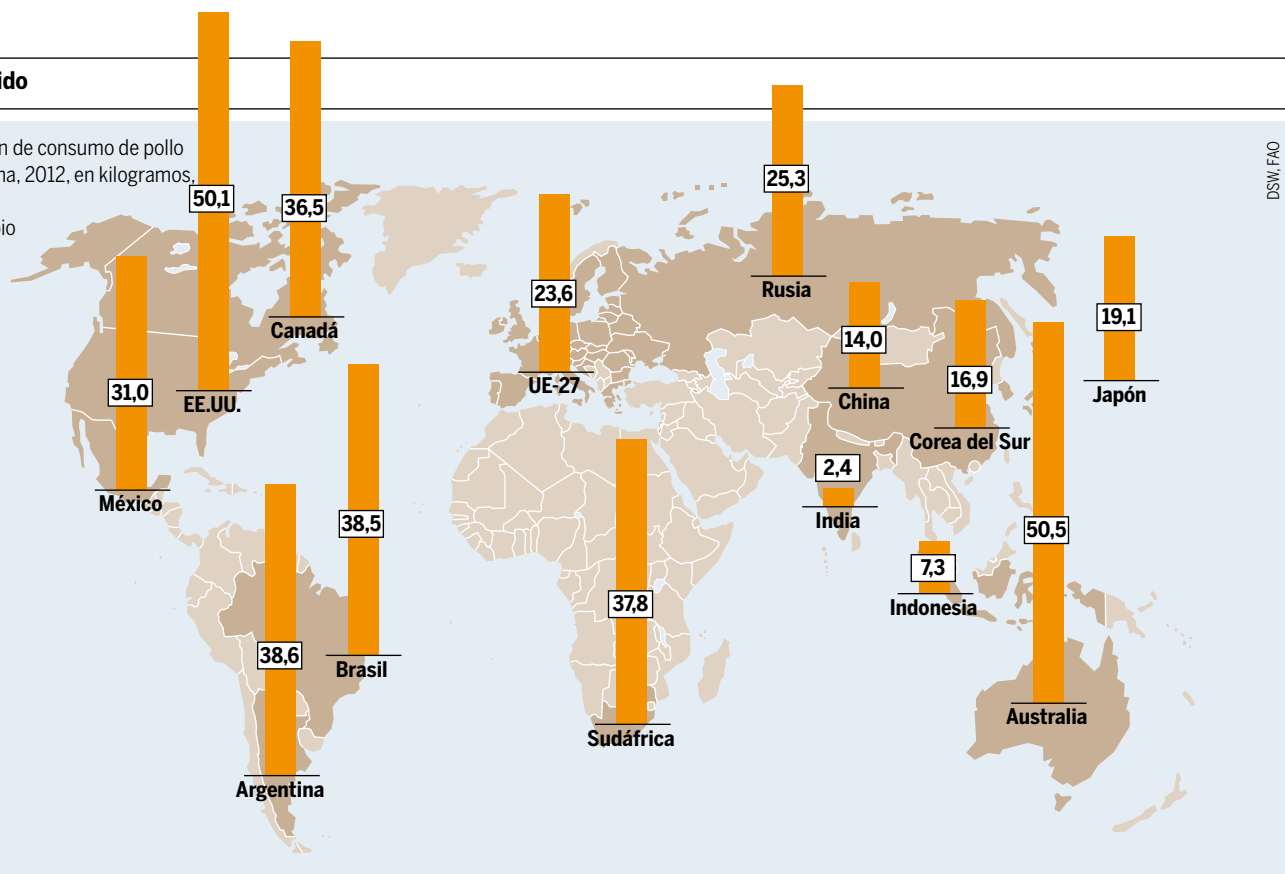 ido
n de consumo de pollo
na, 2012, en kilogramos,
io
50,1
36,5
25,3
DSW, FAO
23,6
Rusia
19,1
Canadá
14,0
31,0
16,9
EE.UU.
UE-27
China
Japón
Corea del Sur
2,4
México
38,5
India
50,5
7,3
Indonesia
37,8
38,6
Brasil
Australia
Sudáfrica
Argentina